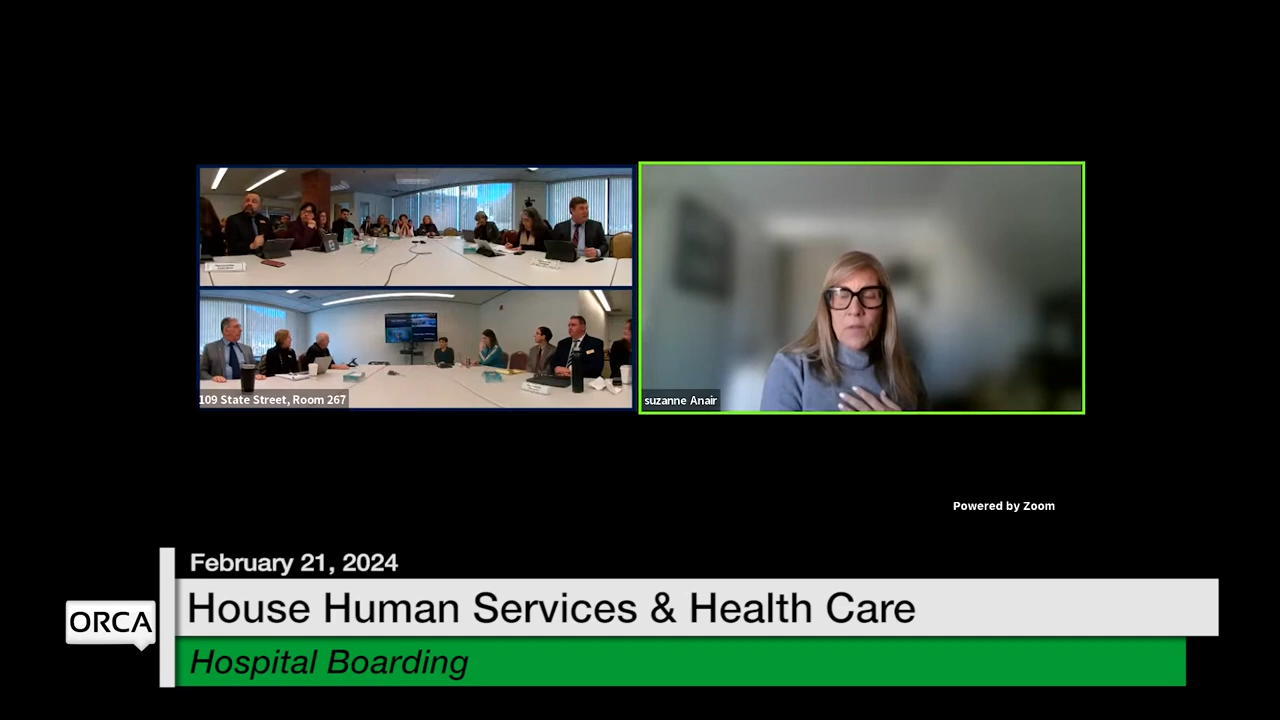 109 State Street, Room 267
suzanne Anair
Powered by Zoom
February 21, 2024
House Human Services & Health Care
ORCA
Hospital Boarding